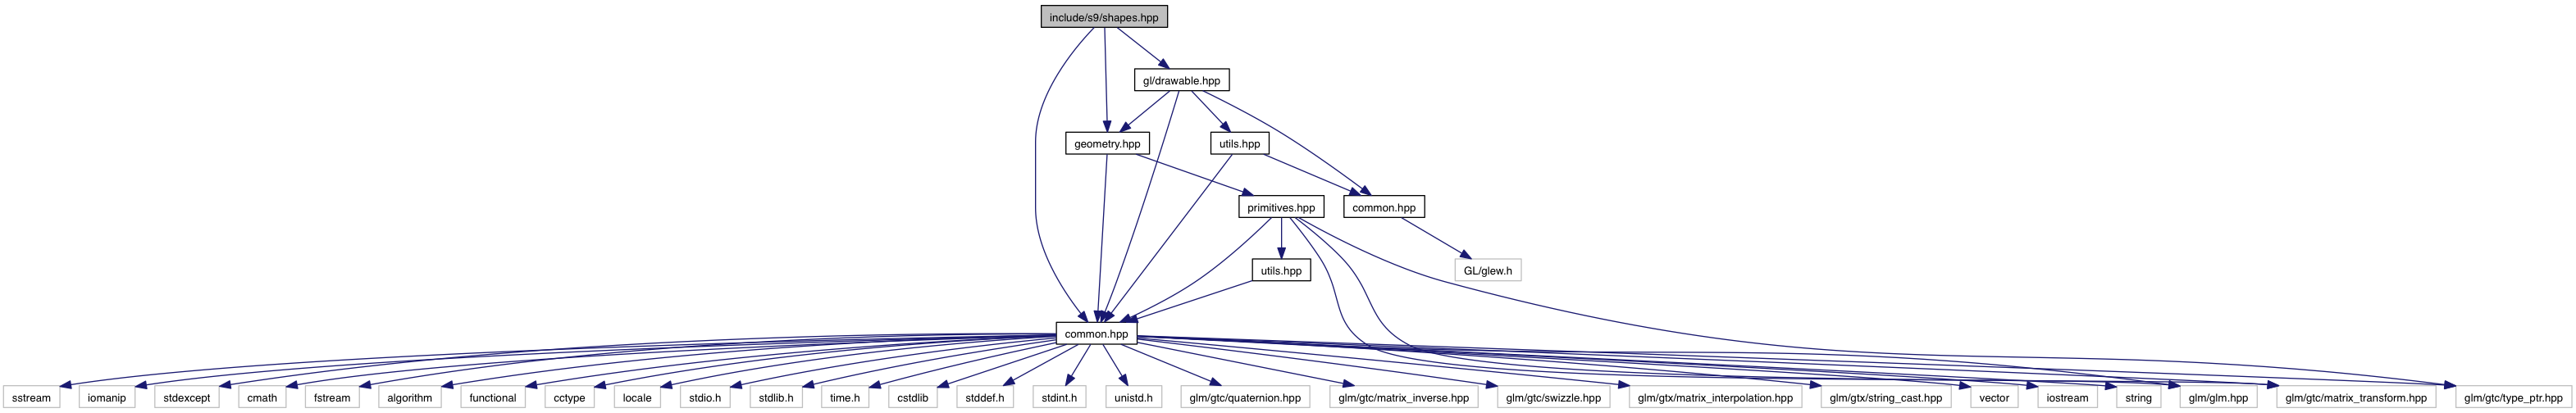 include/s9/shapes.hpp
gl/drawable.hpp
geometry.hpp
utils.hpp
primitives.hpp
common.hpp
utils.hpp
GL/glew.h
common.hpp
sstream
iomanip
stdexcept
cmath
fstream
algorithm
functional
cctype
locale
stdio.h
stdlib.h
time.h
cstdlib
stddef.h
stdint.h
unistd.h
glm/gtc/quaternion.hpp
glm/gtc/matrix_inverse.hpp
glm/gtc/swizzle.hpp
glm/gtx/matrix_interpolation.hpp
glm/gtx/string_cast.hpp
vector
iostream
string
glm/glm.hpp
glm/gtc/matrix_transform.hpp
glm/gtc/type_ptr.hpp